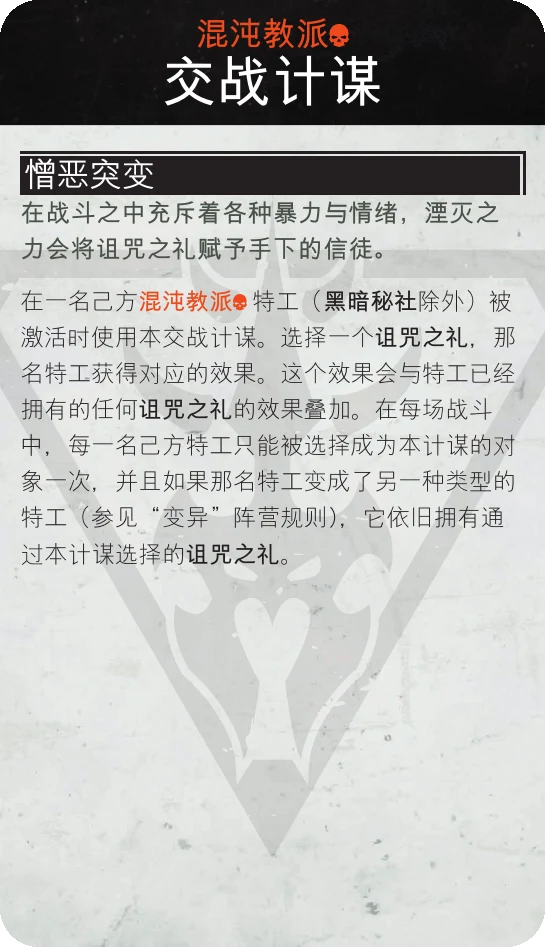 混沌教派
交战计谋
憎恶突变
在战斗之中充斥着各种暴力与情绪，湮灭之
力会将诅咒之礼赋予手下的信徒。
在一名己方混沌教派特工（黑暗秘社除外）被
激活时使用本交战计谋。选择一个诅咒之礼，那
名特工获得对应的效果。这个效果会与特工已经
拥有的任何诅咒之礼的效果叠加。在每场战斗
中，每一名己方特工只能被选择成为本计谋的对
象一次，并且如果那名特工变成了另一种类型的
特工（参见“变异”阵营规则），它依旧拥有通
过本计谋选择的诅咒之礼。